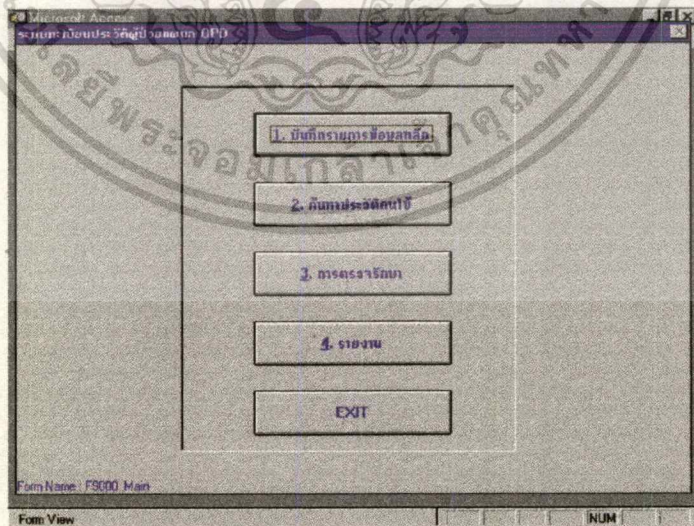 Microsoft Access
ระบบทะเบียนประวัติผู้ป่วยนอก OPD
1. บันทึกรายการข้อมูลหลัก
2. ค้นหาประวัติคนไข้
3. การตรวจรักษา
4. รายงาน
EXIT
Form Name : FS000_Main
Form View
NUM